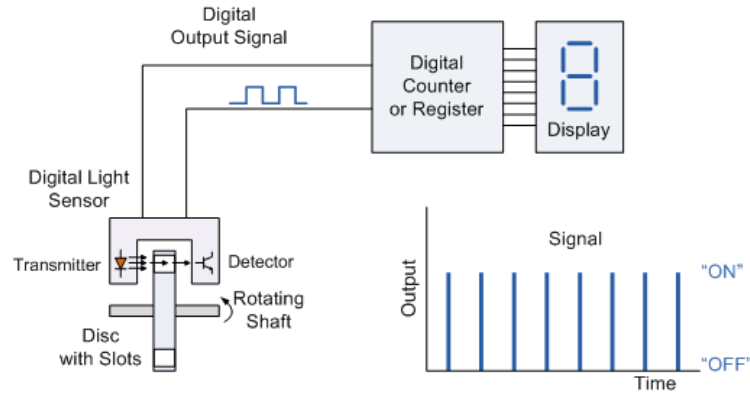 Digital
Output Signal
Digital
Counter
or Register
Display
Digital Light
Sensor
Transmitter
Detector
Rotating
Shaft
Disc
with Slots
Signal
Output
"ON"
"OFF"
Time